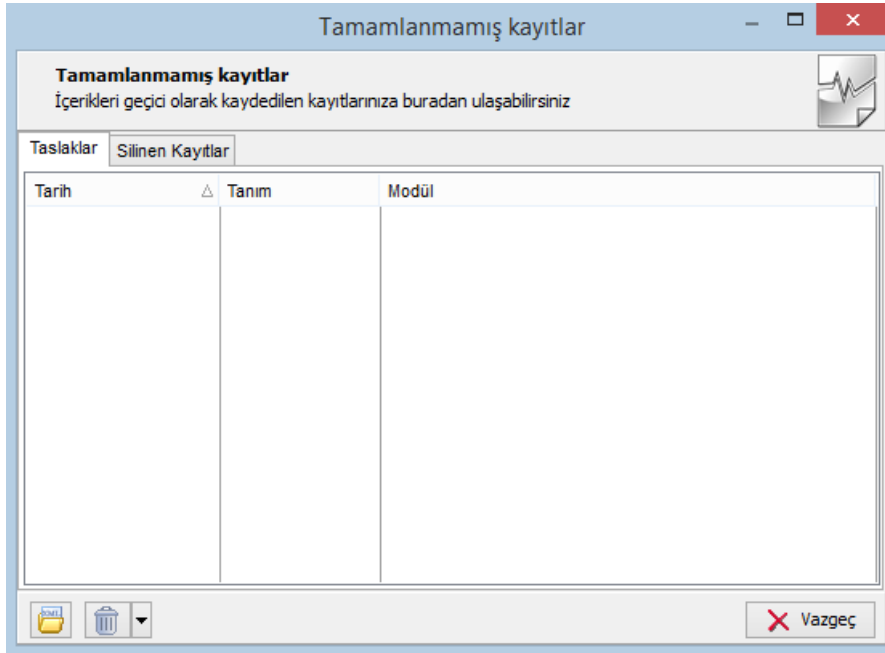 Tamamlanmamış kayıtlar
Tamamlanmamış kayıtlar
İçerikleri geçici olarak kaydedilen kayıtlarınıza buradan ulaşabilirsiniz
Taslaklar Silinen Kayıtlar
Tarih Tanım Modül
Vazgeç